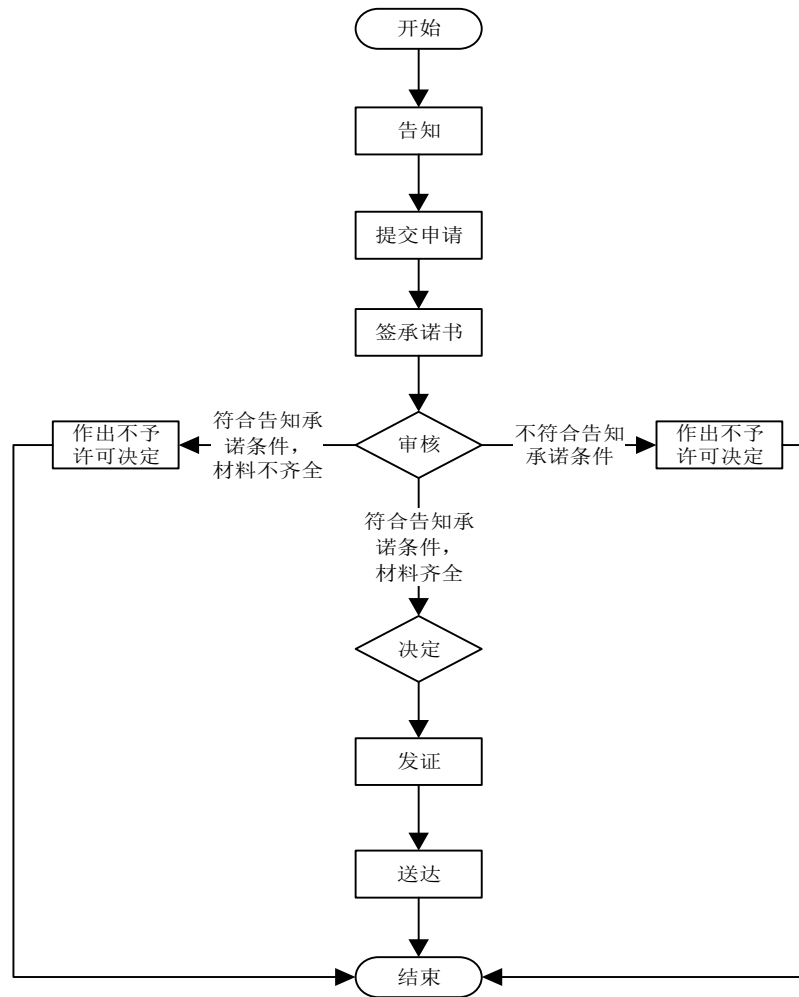 开始
告知
提交申请
签承诺书
作出不予
许可决定
符合告知承
诺条件，
材料不齐全
审核
不符合告知
承诺条件
作出不予
许可决定
符合告知承
诺条件，
材料齐全
决定
发证
送达
结束